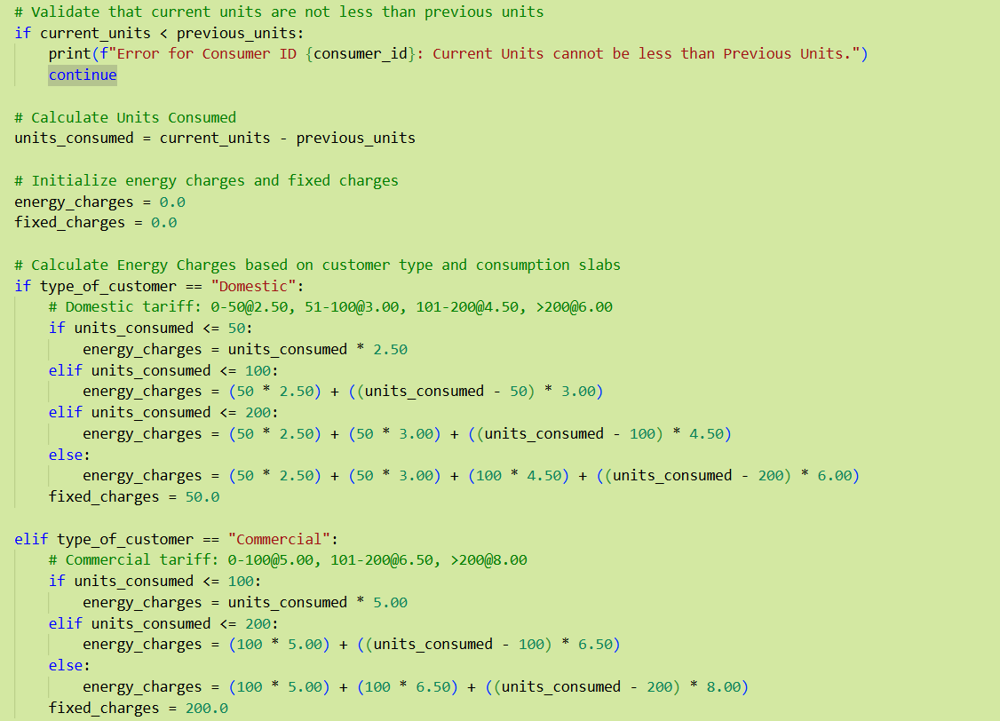 # Validate that current units are not less than previous units
if current_units < previous_units:
    print(f"Error for Consumer ID {consumer_id}: Current Units cannot be less than Previous Units.")
    continue

# Calculate Units Consumed
units_consumed = current_units - previous_units

# Initialize energy charges and fixed charges
energy_charges = 0.0
fixed_charges = 0.0

# Calculate Energy Charges based on customer type and consumption slabs
if type_of_customer == "Domestic":
    # Domestic tariff: 0-50@2.50, 51-100@3.00, 101-200@4.50, >200@6.00
    if units_consumed <= 50:
        energy_charges = units_consumed * 2.50
    elif units_consumed <= 100:
        energy_charges = (50 * 2.50) + ((units_consumed - 50) * 3.00)
    elif units_consumed <= 200:
        energy_charges = (50 * 2.50) + (50 * 3.00) + ((units_consumed - 100) * 4.50)
    else:
        energy_charges = (50 * 2.50) + (50 * 3.00) + (100 * 4.50) + ((units_consumed - 200) * 6.00)
    fixed_charges = 50.0

elif type_of_customer == "Commercial":
    # Commercial tariff: 0-100@5.00, 101-200@6.50, >200@8.00
    if units_consumed <= 100:
        energy_charges = units_consumed * 5.00
    elif units_consumed <= 200:
        energy_charges = (100 * 5.00) + ((units_consumed - 100) * 6.50)
    else:
        energy_charges = (100 * 5.00) + (100 * 6.50) + ((units_consumed - 200) * 8.00)
    fixed_charges = 200.0